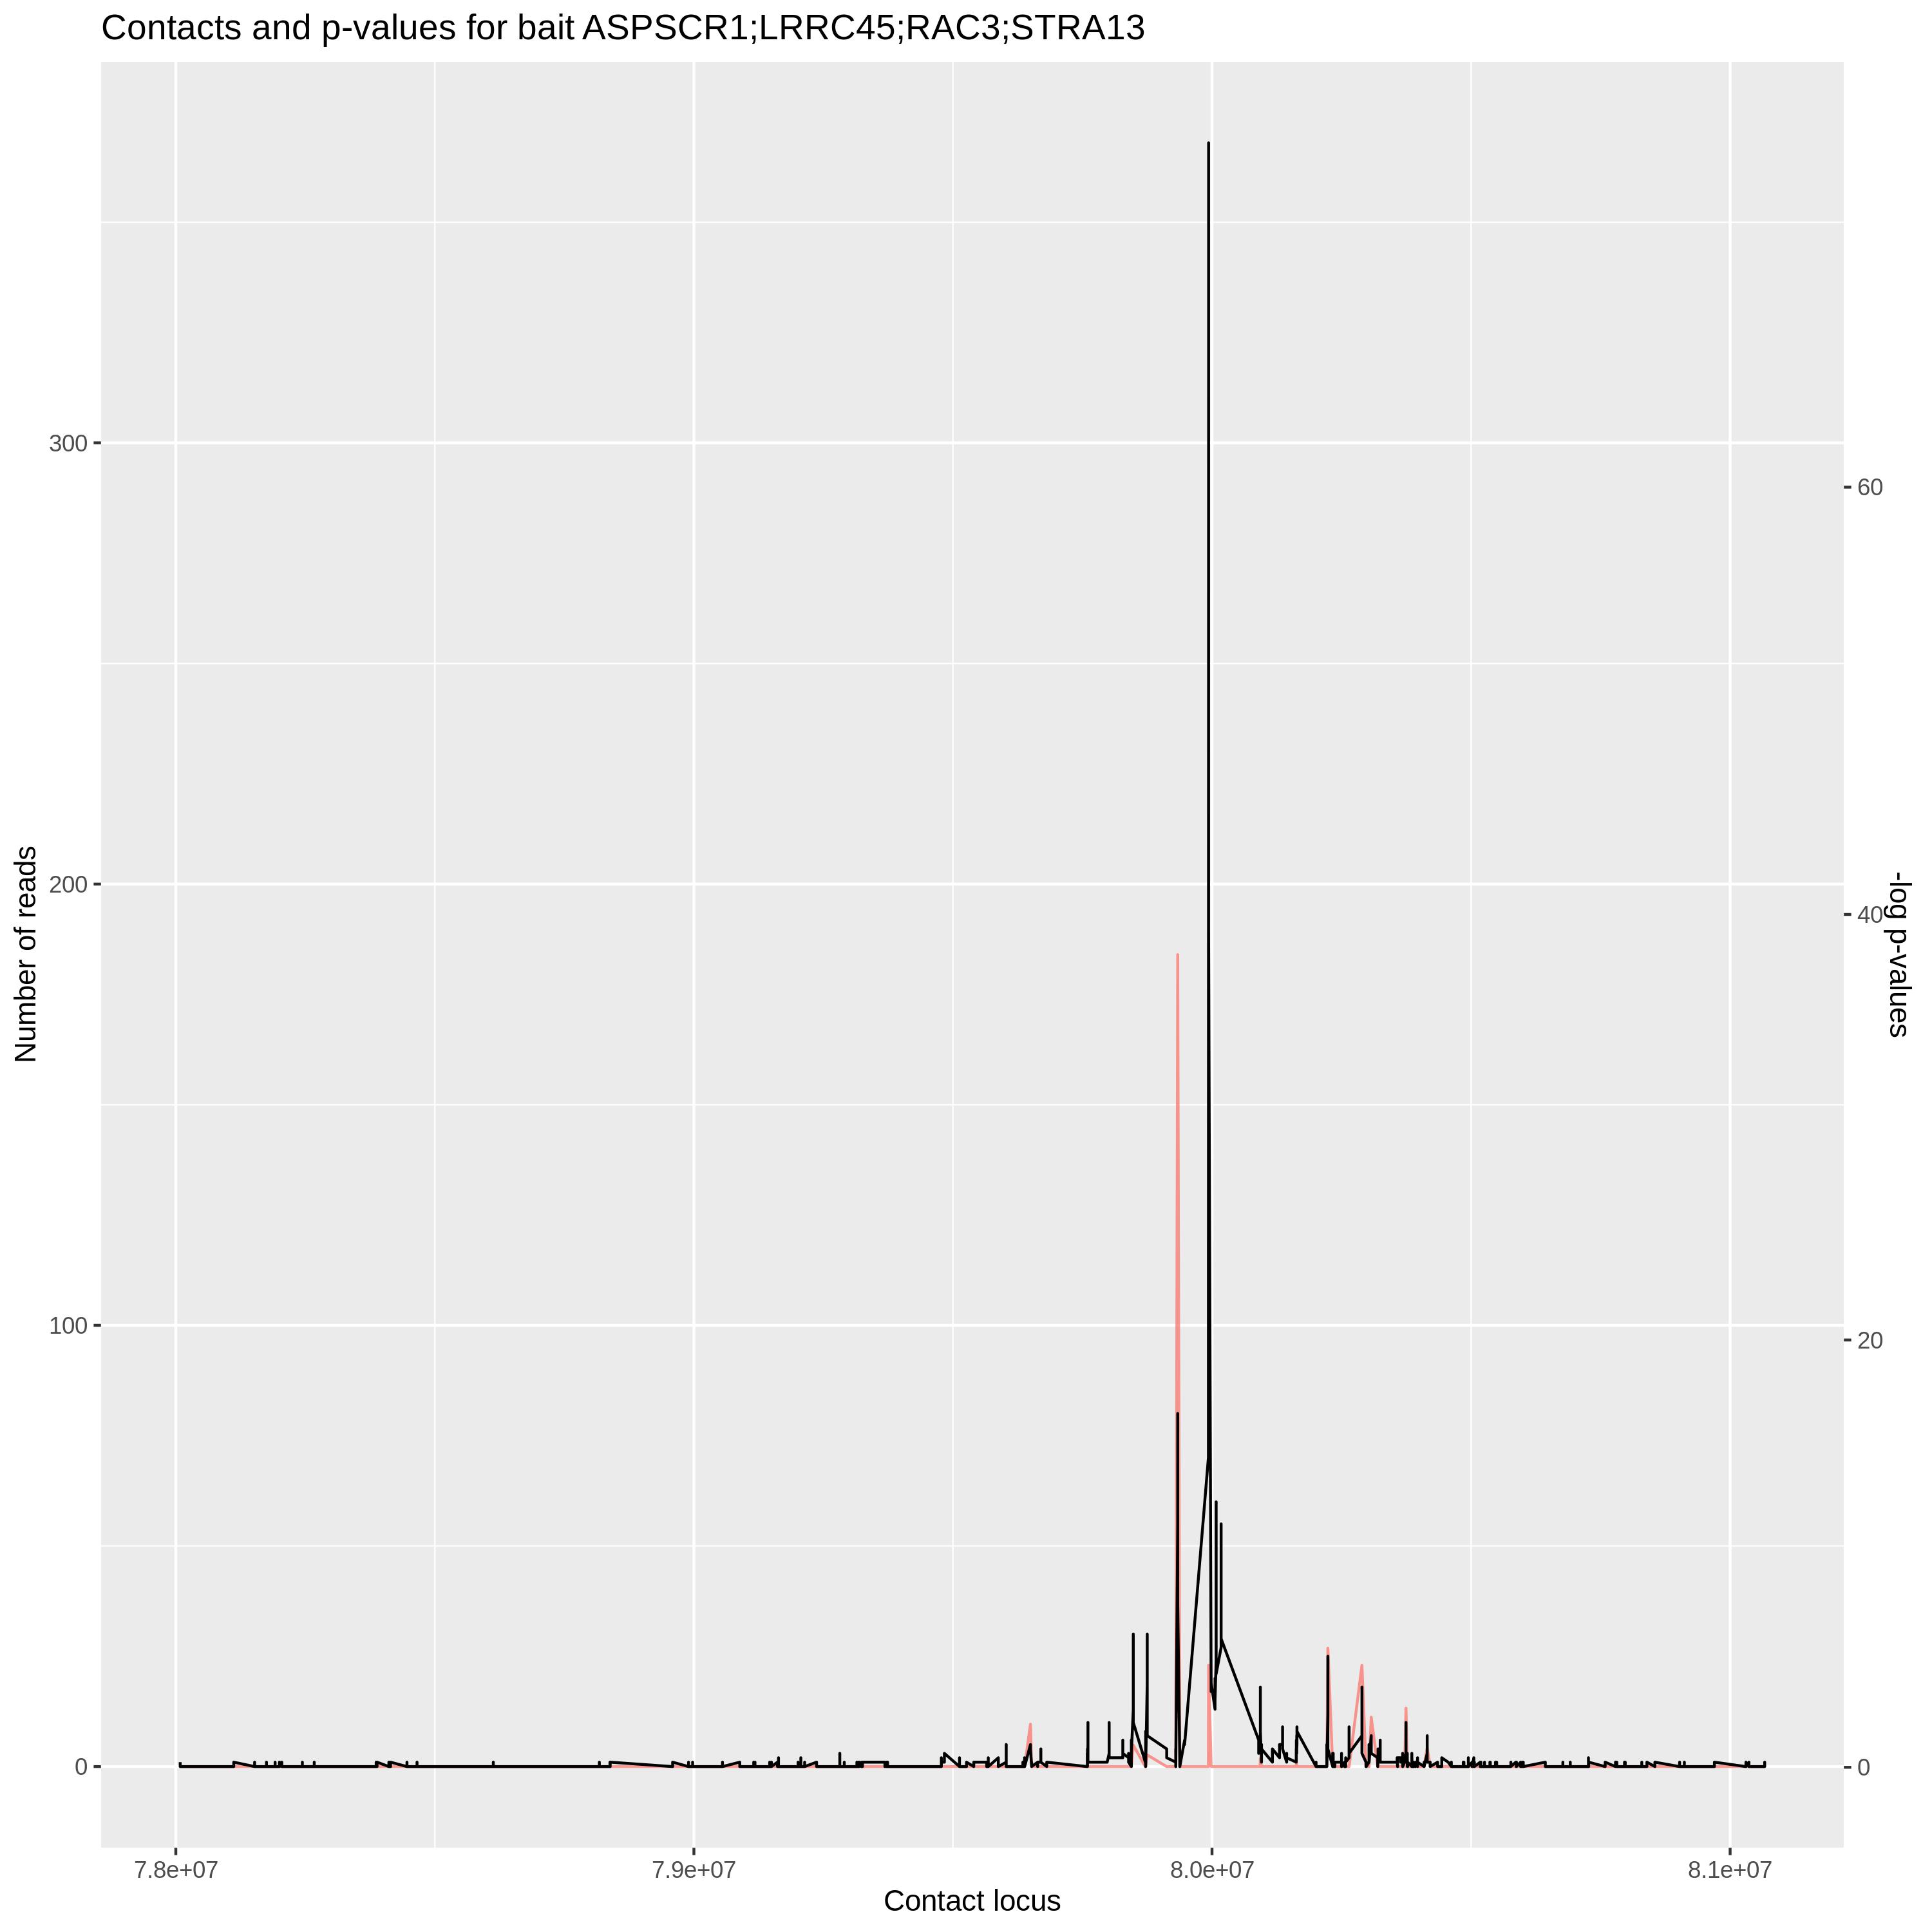 Contacts and p-values for bait ASPSCR1;LRRC45;RAC3;STRA13
Number of reads
300
200
100
0
60
40
20
0
-log p-values
7.8e+07
7.9e+07
8.0e+07
8.1e+07
Contact locus